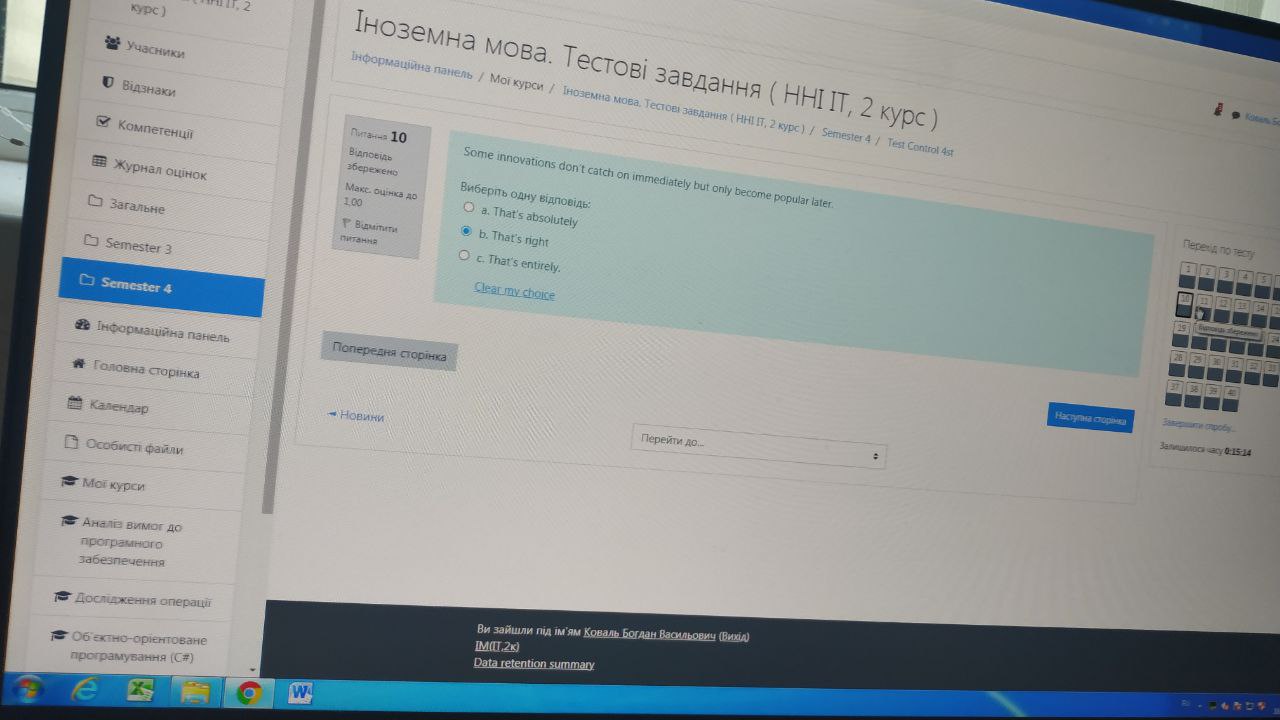 курс )
Учасники
Відзнаки
Компетенції
Журнал оцінок
Загальне
Semester 3
Semester 4
Інформаційна панель
Головна сторінка
Календар
Особисті файли
Мої курси
Аналіз вимог до
програмного
забезпечення
Дослідження операції
Об'єктно-орієнтоване
програмування (C#)
Іноземна мова. Тестові завдання ( ННІ ІТ, 2 курс )
Інформаційна панель / Мої курси / Іноземна мова. Тестові завдання ( ННІ ІТ, 2 курс ) / Semester 4 / Test Control 4st
Коваль
Питання 10
Відповідь
збережено
Макс. оцінка до
1,00
Відмітити
питання
Some innovations don't catch on immediately but only become popular later.
Виберіть одну відповідь:
a. That's absolutely
b. That's right
c. That's entirely.
Clear my choice
Попередня сторінка
Наступна сторінка
◄ Новини
Перейти до...
Перехід по тесту
1 2 3 4 5
10 11 12 13 14
Відповідь збережено
19
28 29 30 31 32 33
37 38 39 40
Завершити спробу...
Залишилося часу 0:15:14
Ви зайшли під ім'ям Коваль Богдан Васильович (Вихід)
ІМ(ІТ,2к)
Data retention summary